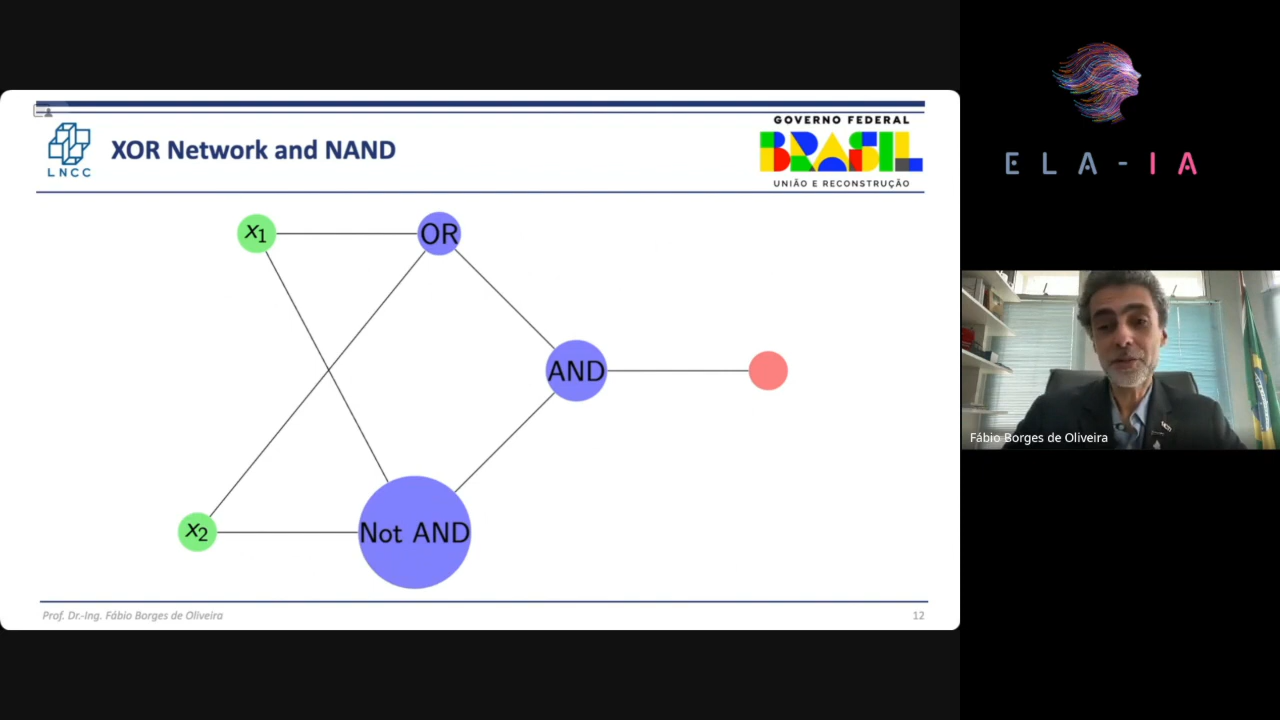 LNCC
XOR Network and NAND
GOVERNO FEDERAL
BRASIL
UNIÃO E RECONSTRUÇÃO
x1
OR
AND
x2
Not AND
Prof. Dr.-Ing. Fábio Borges de Oliveira
12
ELA-IA
Fábio Borges de Oliveira